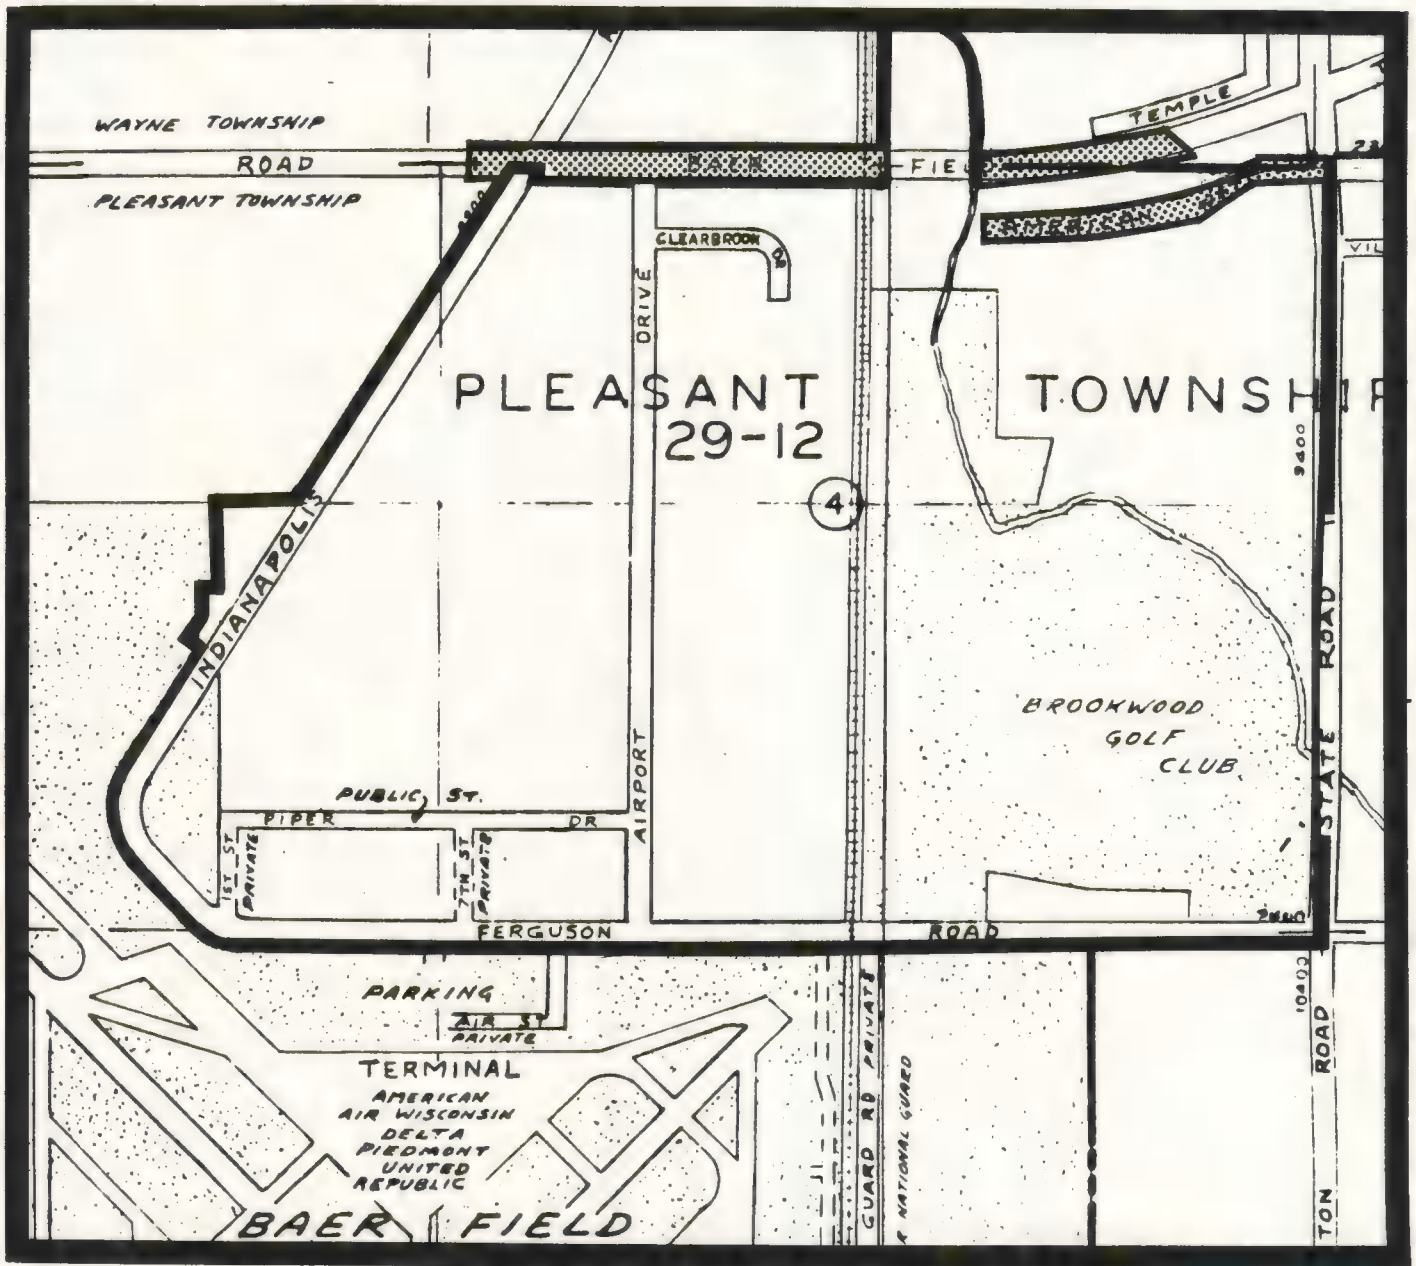 TEMPLE
WAYNE TOWNSHIP
ROAD
FIE
PLEASANT TOWNSHIP
VIL
CLEARBROOK
DR
DRIVE
PLEASANT TOWNSHIP
29-12
9400
4
INDIANAPOLIS
STATE ROAD
BROOKWOOD
GOLF
CLUB
AIRPORT
PUBLIC ST.
PIPER DR
1ST ST
PRIVATE
7TH ST
PRIVATE
FERGUSON ROAD
10400
PARKING
AIR ST
PRIVATE
TERMINAL
AMERICAN
AIR WISCONSIN
DELTA
PIEDMONT
UNITED
REPUBLIC
GUARD RD PRIVATE
R NATIONAL GUARD
TON ROAD
BAER FIELD